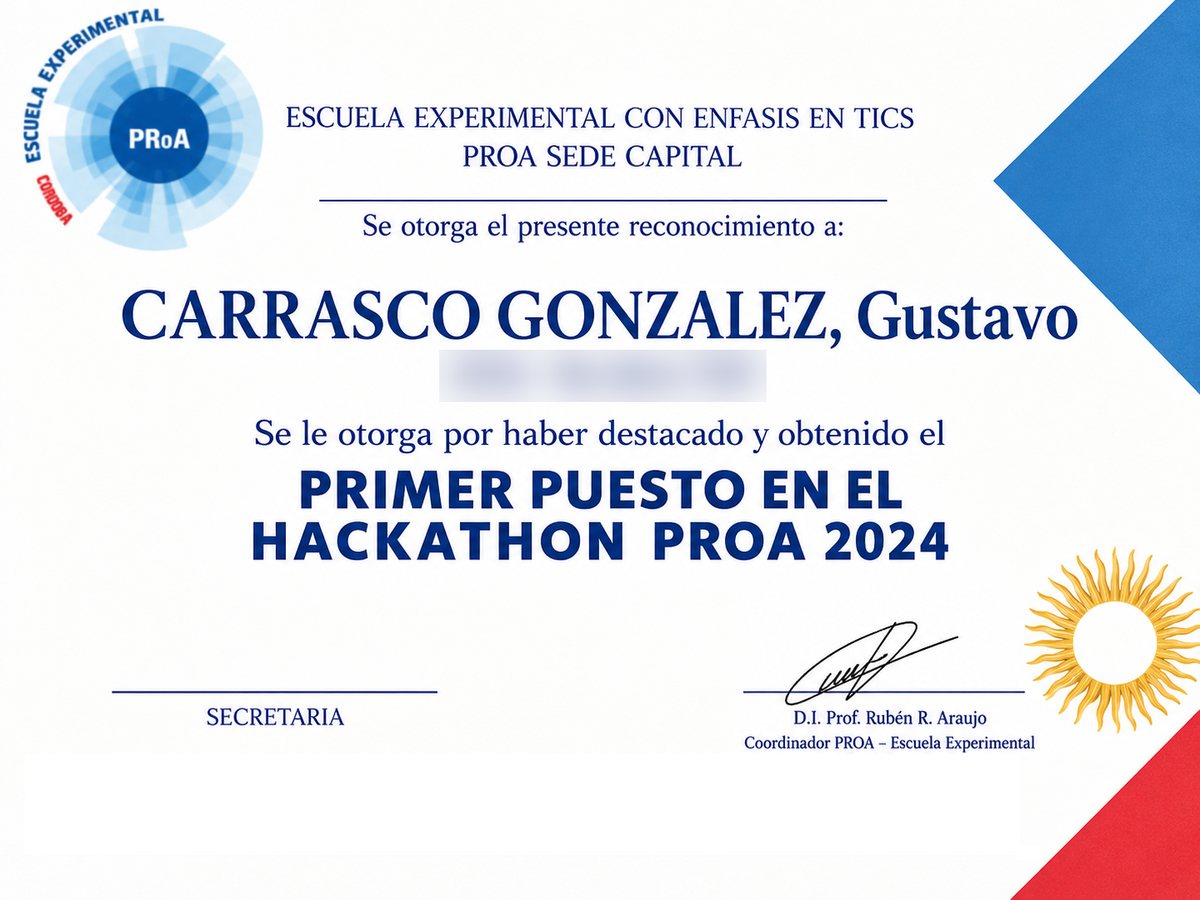 ESCUELA EXPERIMENTAL
PRoA
CORDOBA
ESCUELA EXPERIMENTAL CON ENFASIS EN TICS
PROA SEDE CAPITAL
Se otorga el presente reconocimiento a:
CARRASCO GONZALEZ, Gustavo
Se le otorga por haber destacado y obtenido el
PRIMER PUESTO EN EL
HACKATHON PROA 2024
SECRETARIA
D.I. Prof. Rubén R. Araujo
Coordinador PROA – Escuela Experimental